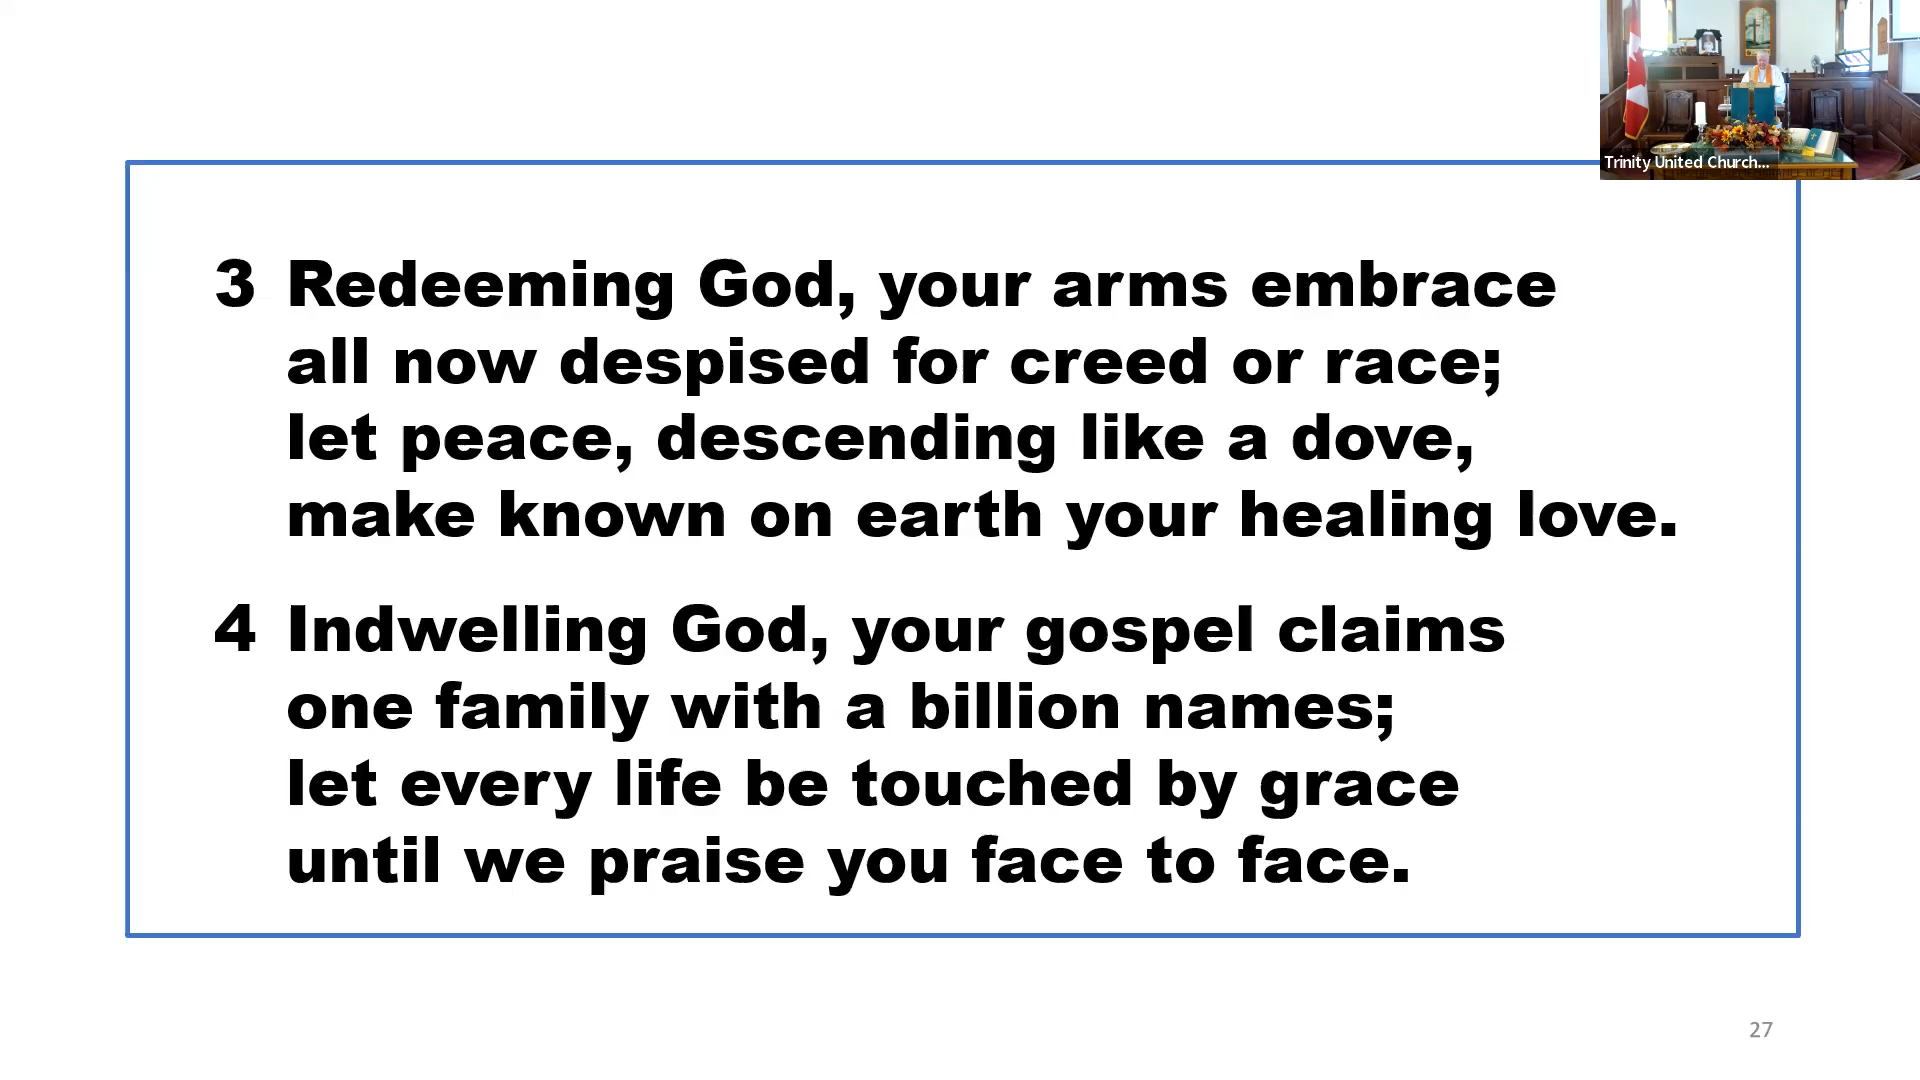 Trinity United Church...
3 Redeeming God, your arms embrace
all now despised for creed or race;
let peace, descending like a dove,
make known on earth your healing love.
4 Indwelling God, your gospel claims
one family with a billion names;
let every life be touched by grace
until we praise you face to face.
27